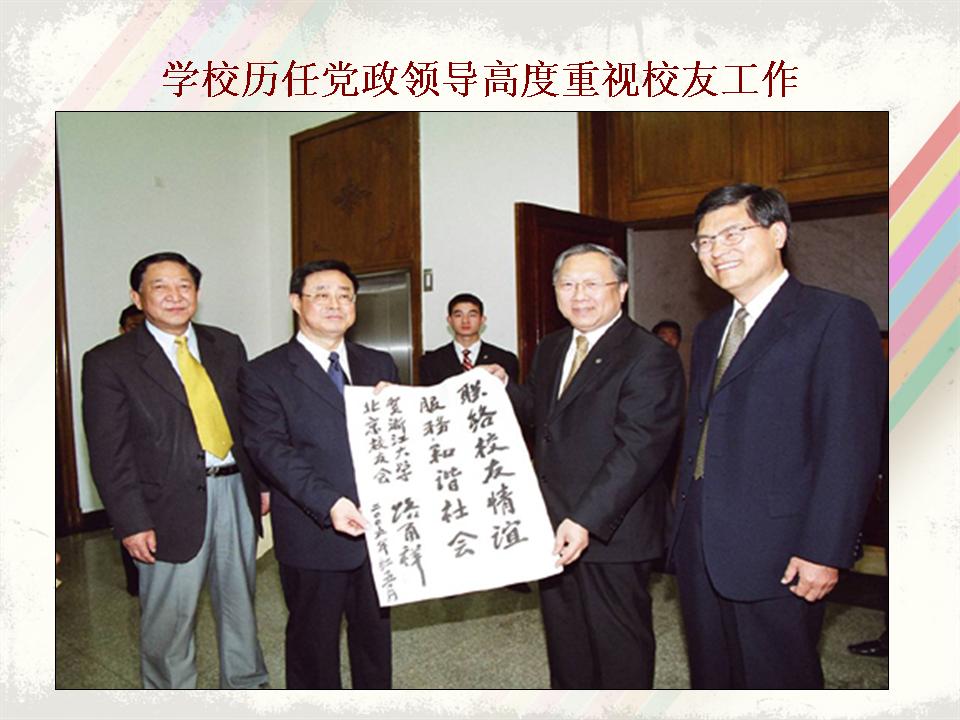 学校历任党政领导高度重视校友工作
联络校友情谊
服务和谐社会
贺浙江大学
北京校友会
路甬祥
二〇〇五年 月